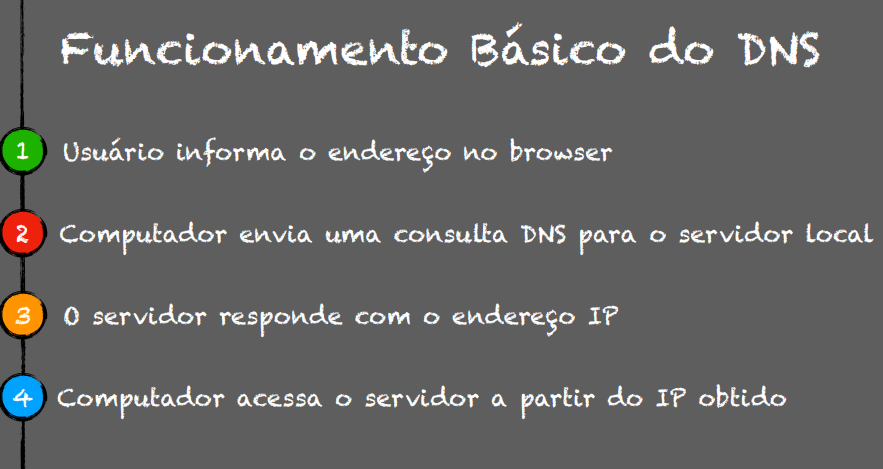 Funcionamento Básico do DNS
1 Usuário informa o endereço no browser
2 Computador envia uma consulta DNS para o servidor local
3 O servidor responde com o endereço IP
4 Computador acessa o servidor a partir do IP obtido